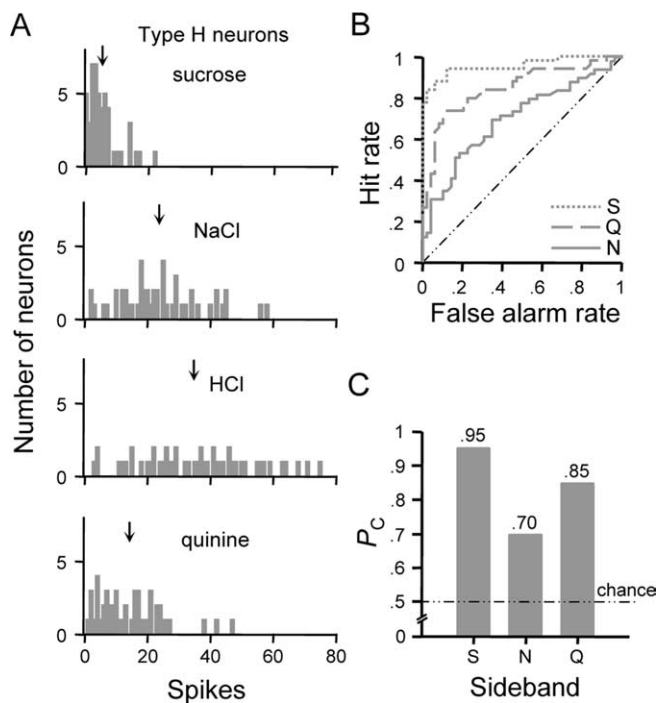 A
Type H neurons
sucrose
5
0
NaCl
5
0
HCl
5
0
quinine
5
0
0 20 40 60 80
Spikes
Number of neurons
B
1
.8
.6
.4
.2
0
Hit rate
S
Q
N
0 .2 .4 .6 .8 1
False alarm rate
C
1
.9
.8
.7
.6
.5
0
PC
.95
.70
.85
chance
S N Q
Sideband